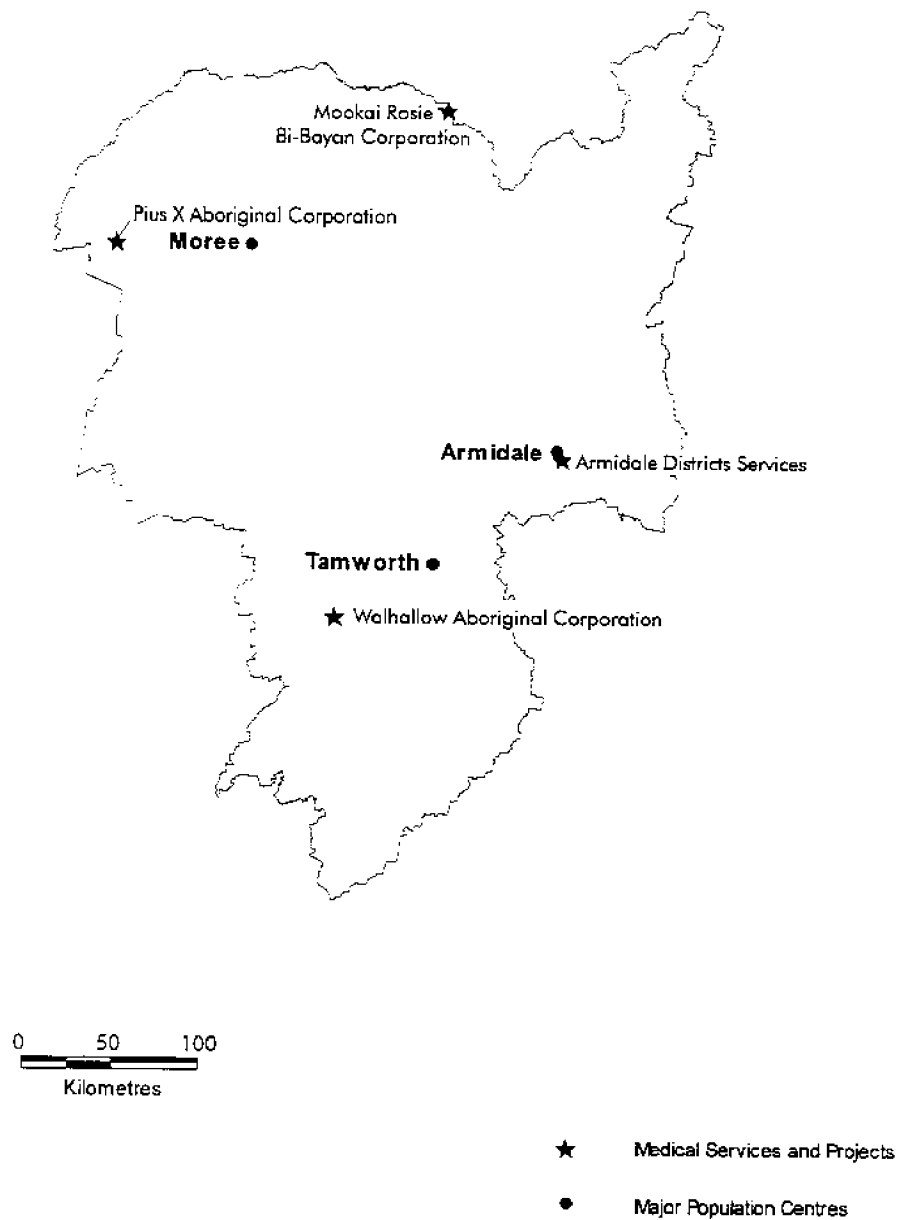 Mookai Rosie
Bi-Bayan Corporation
Pius X Aboriginal Corporation
Moree
Armidale
Armidale Districts Services
Tamworth
Walhallow Aboriginal Corporation
0 50 100
Kilometres
Medical Services and Projects
Major Population Centres